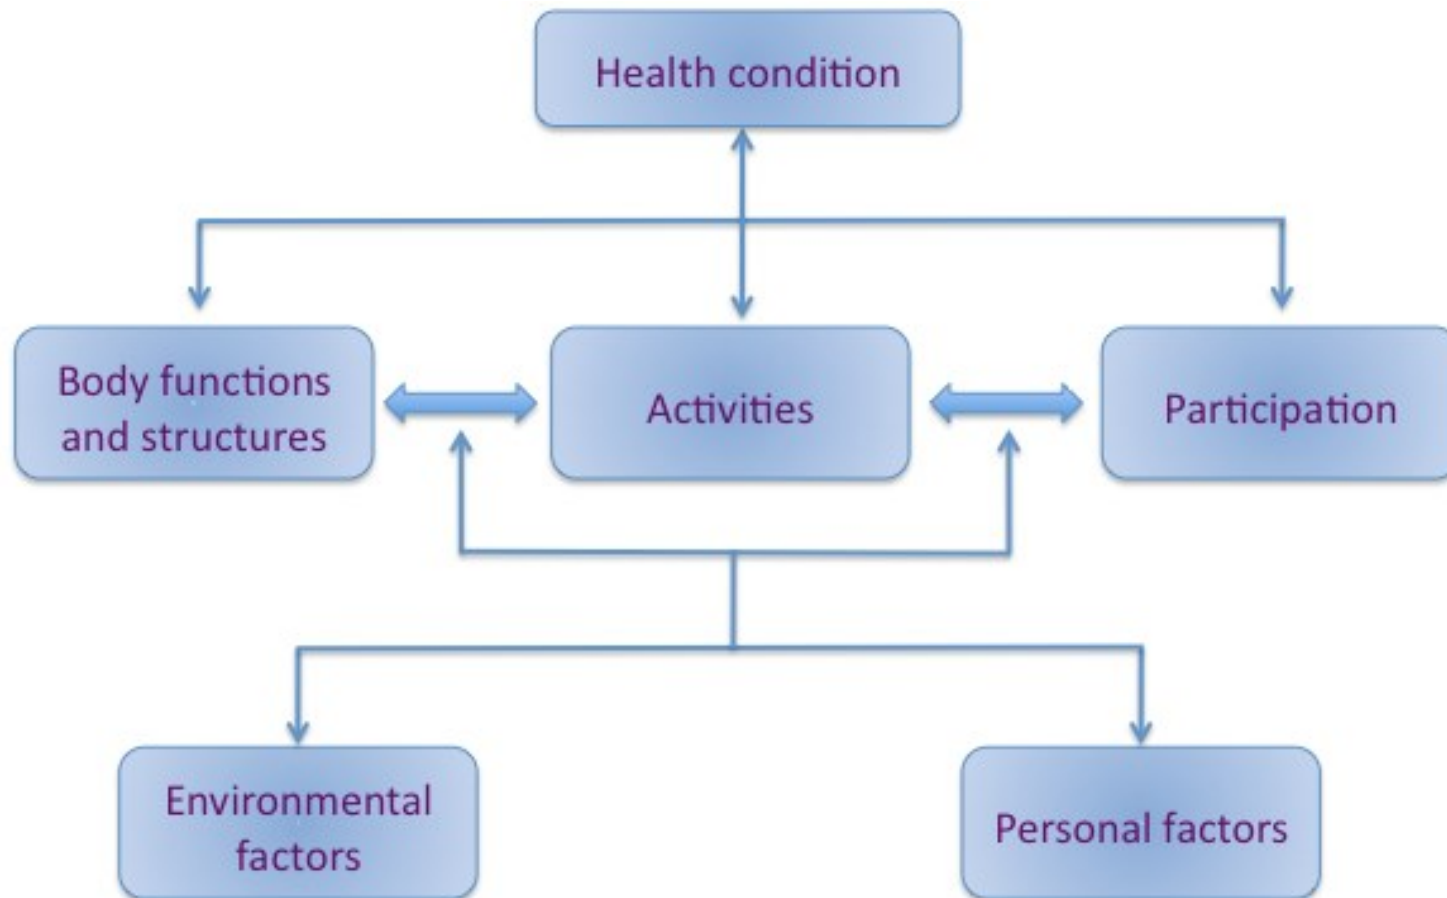 Health condition
Body functions
and structures
Activities
Participation
Environmental
factors
Personal factors